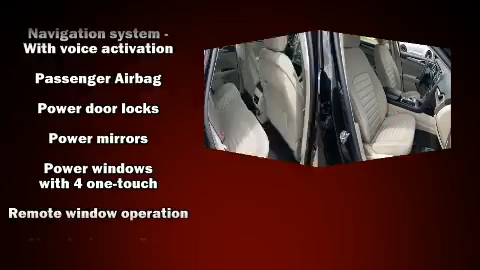 Navigation system -
With voice activation
Passenger Airbag
Power door locks
Power mirrors
Power windows
with 4 one-touch
Remote window operation